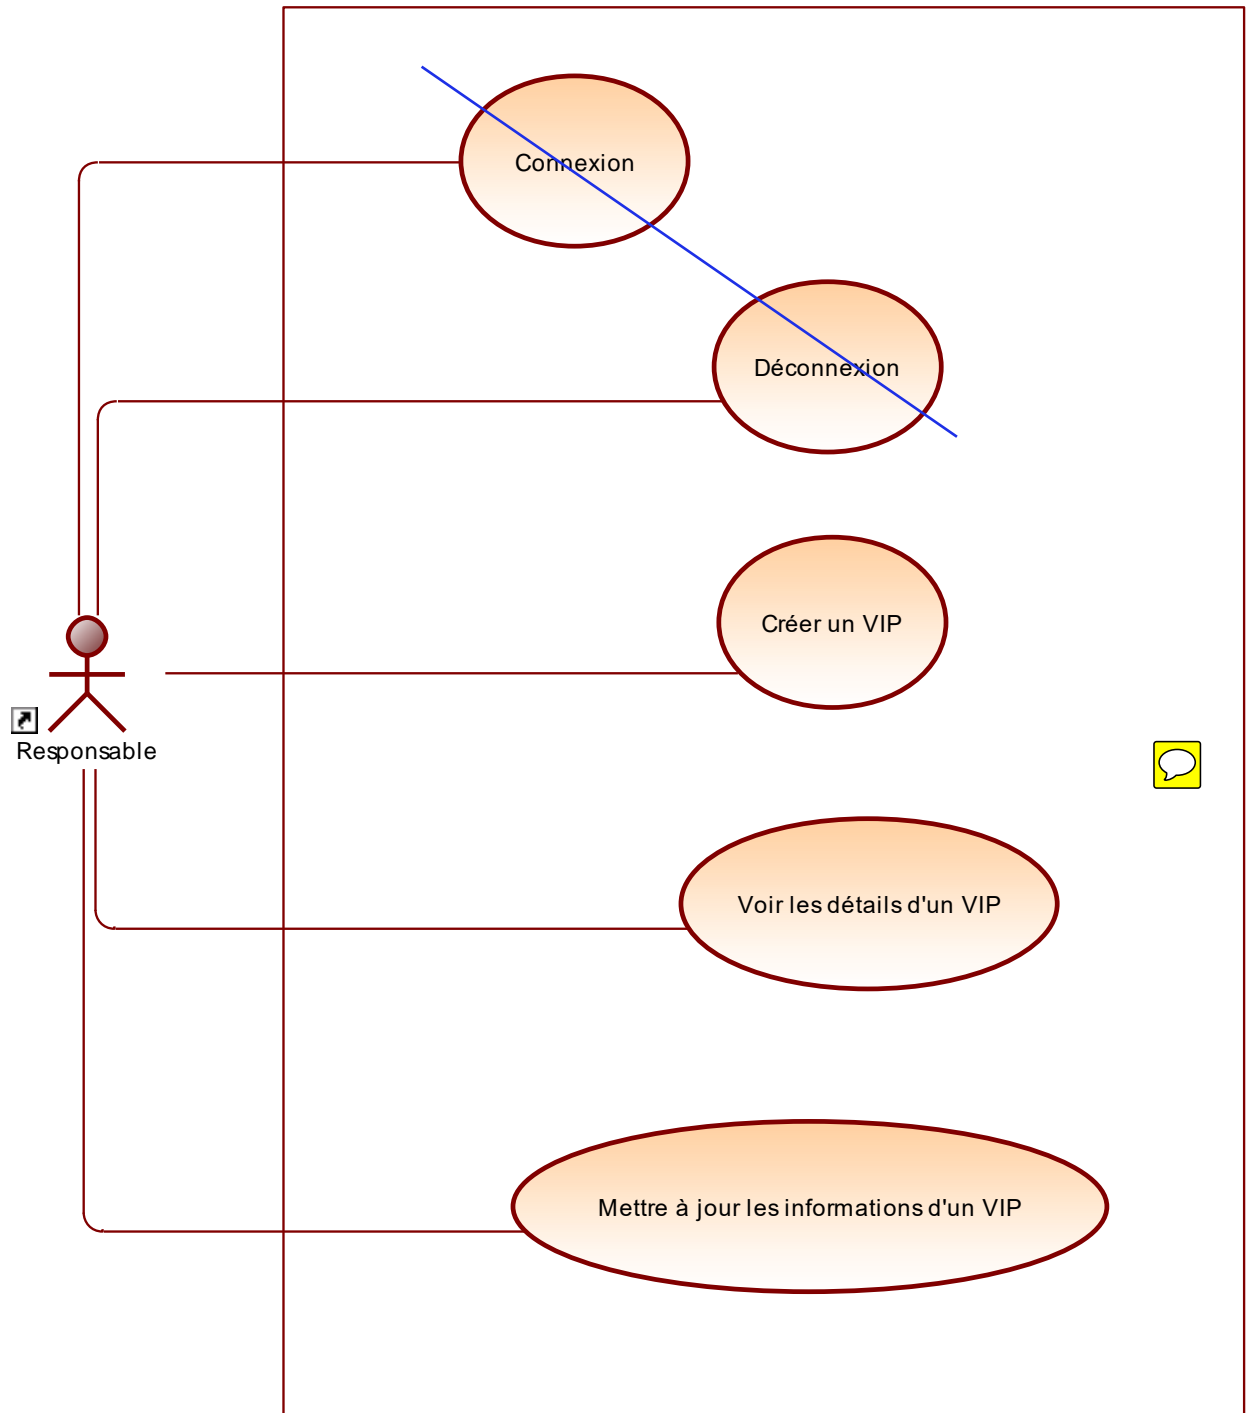 Connexion
Déconnexion
Créer un VIP
Responsable
Voir les détails d'un VIP
Mettre à jour les informations d'un VIP